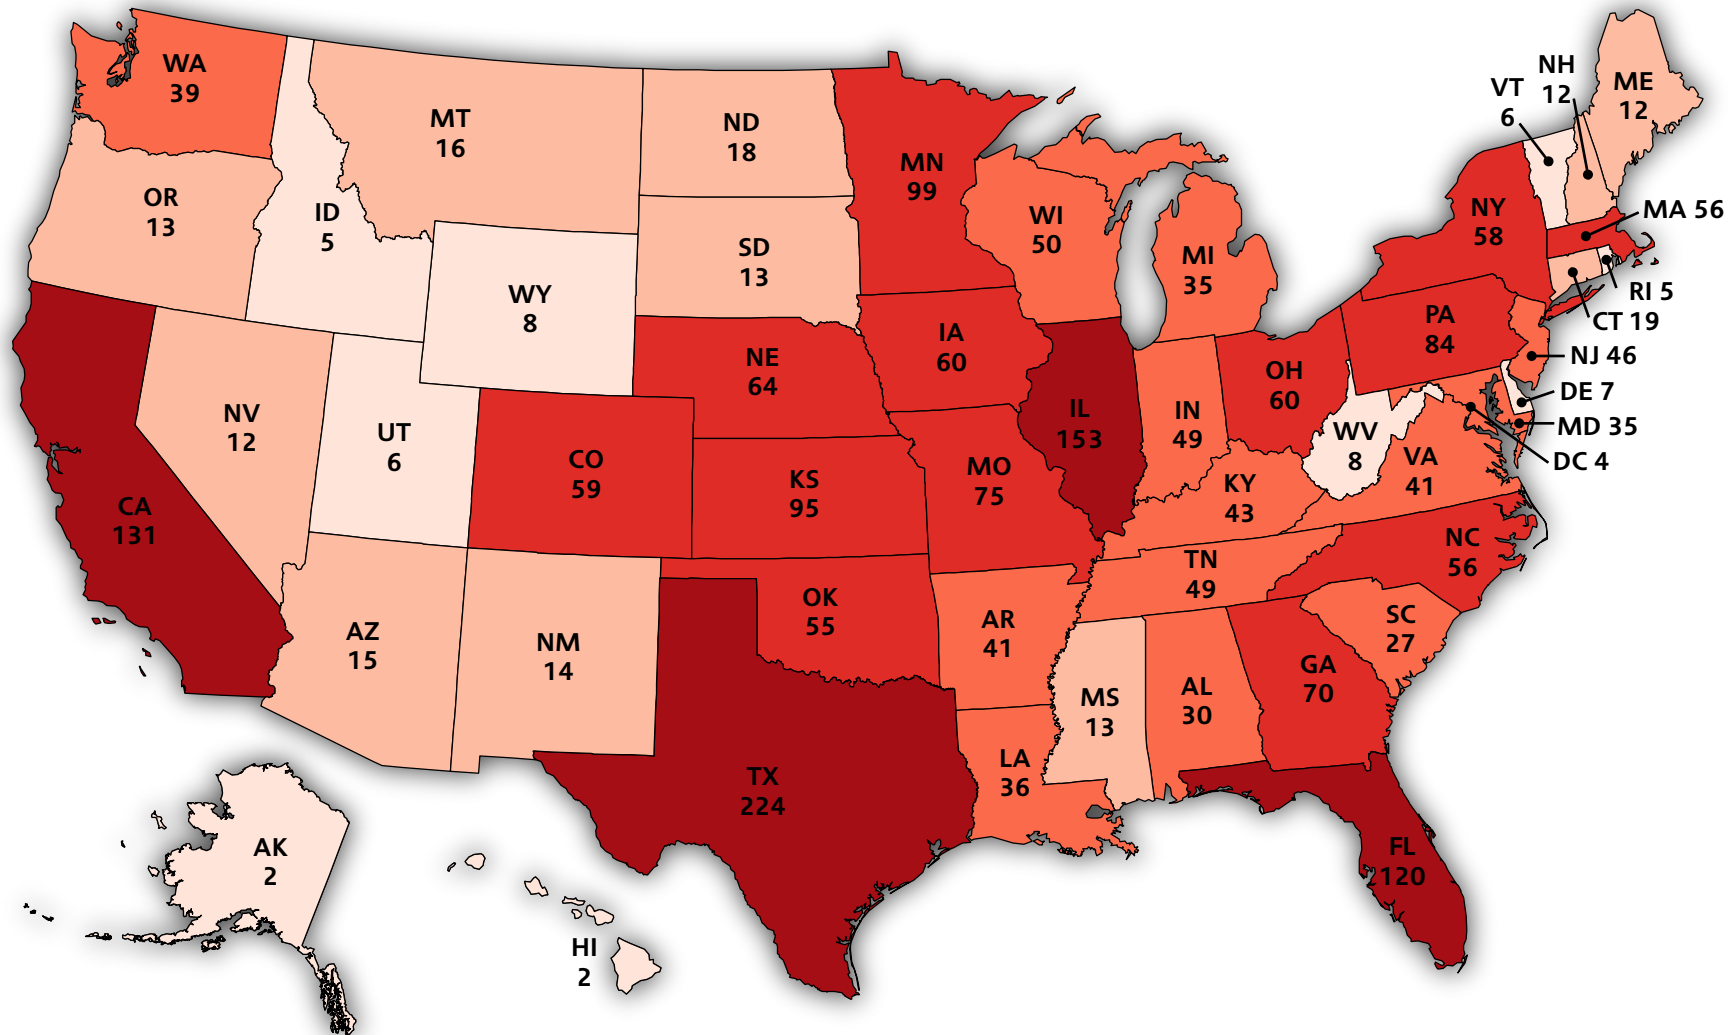 WA
39
MT
16
ND
18
MN
99
VT
6
NH
12
ME
12
OR
13
ID
5
SD
13
WI
50
MI
35
NY
58
MA 56
WY
8
RI 5
CT 19
NE
64
IA
60
PA
84
NJ 46
NV
12
UT
6
CO
59
KS
95
MO
75
IL
153
IN
49
OH
60
DE 7
MD 35
DC 4
WV
8
VA
41
CA
131
KY
43
NC
56
TN
49
AZ
15
NM
14
OK
55
AR
41
SC
27
MS
13
AL
30
GA
70
TX
224
LA
36
FL
120
AK
2
HI
2